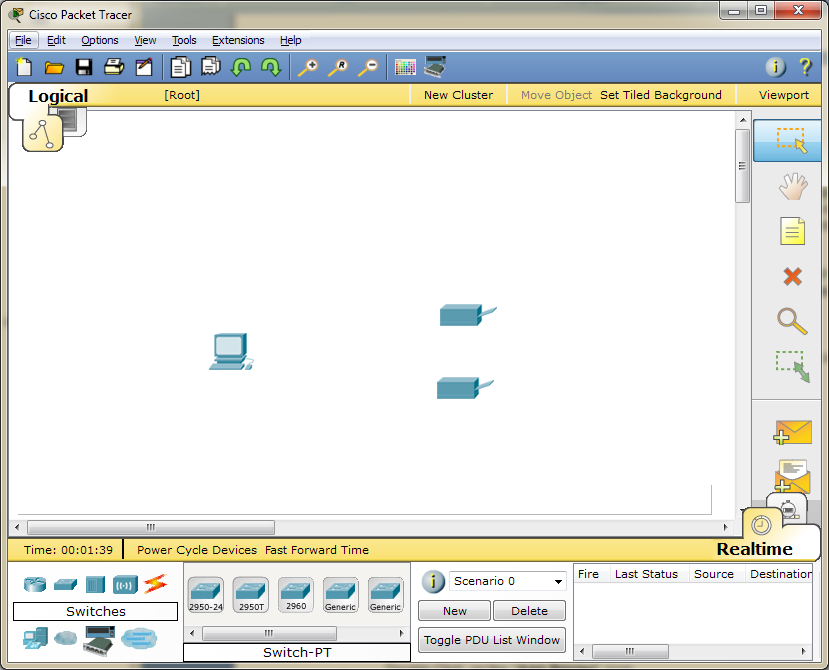 Cisco Packet Tracer
File Edit Options View Tools Extensions Help
R i ?
Logical [Root] New Cluster Move Object Set Tiled Background Viewport
Time: 00:01:39 Power Cycle Devices Fast Forward Time Realtime
Switches
2950-24 2950T 2960 Generic Generic
Switch-PT
i Scenario 0
New Delete
Toggle PDU List Window
Fire Last Status Source Destination